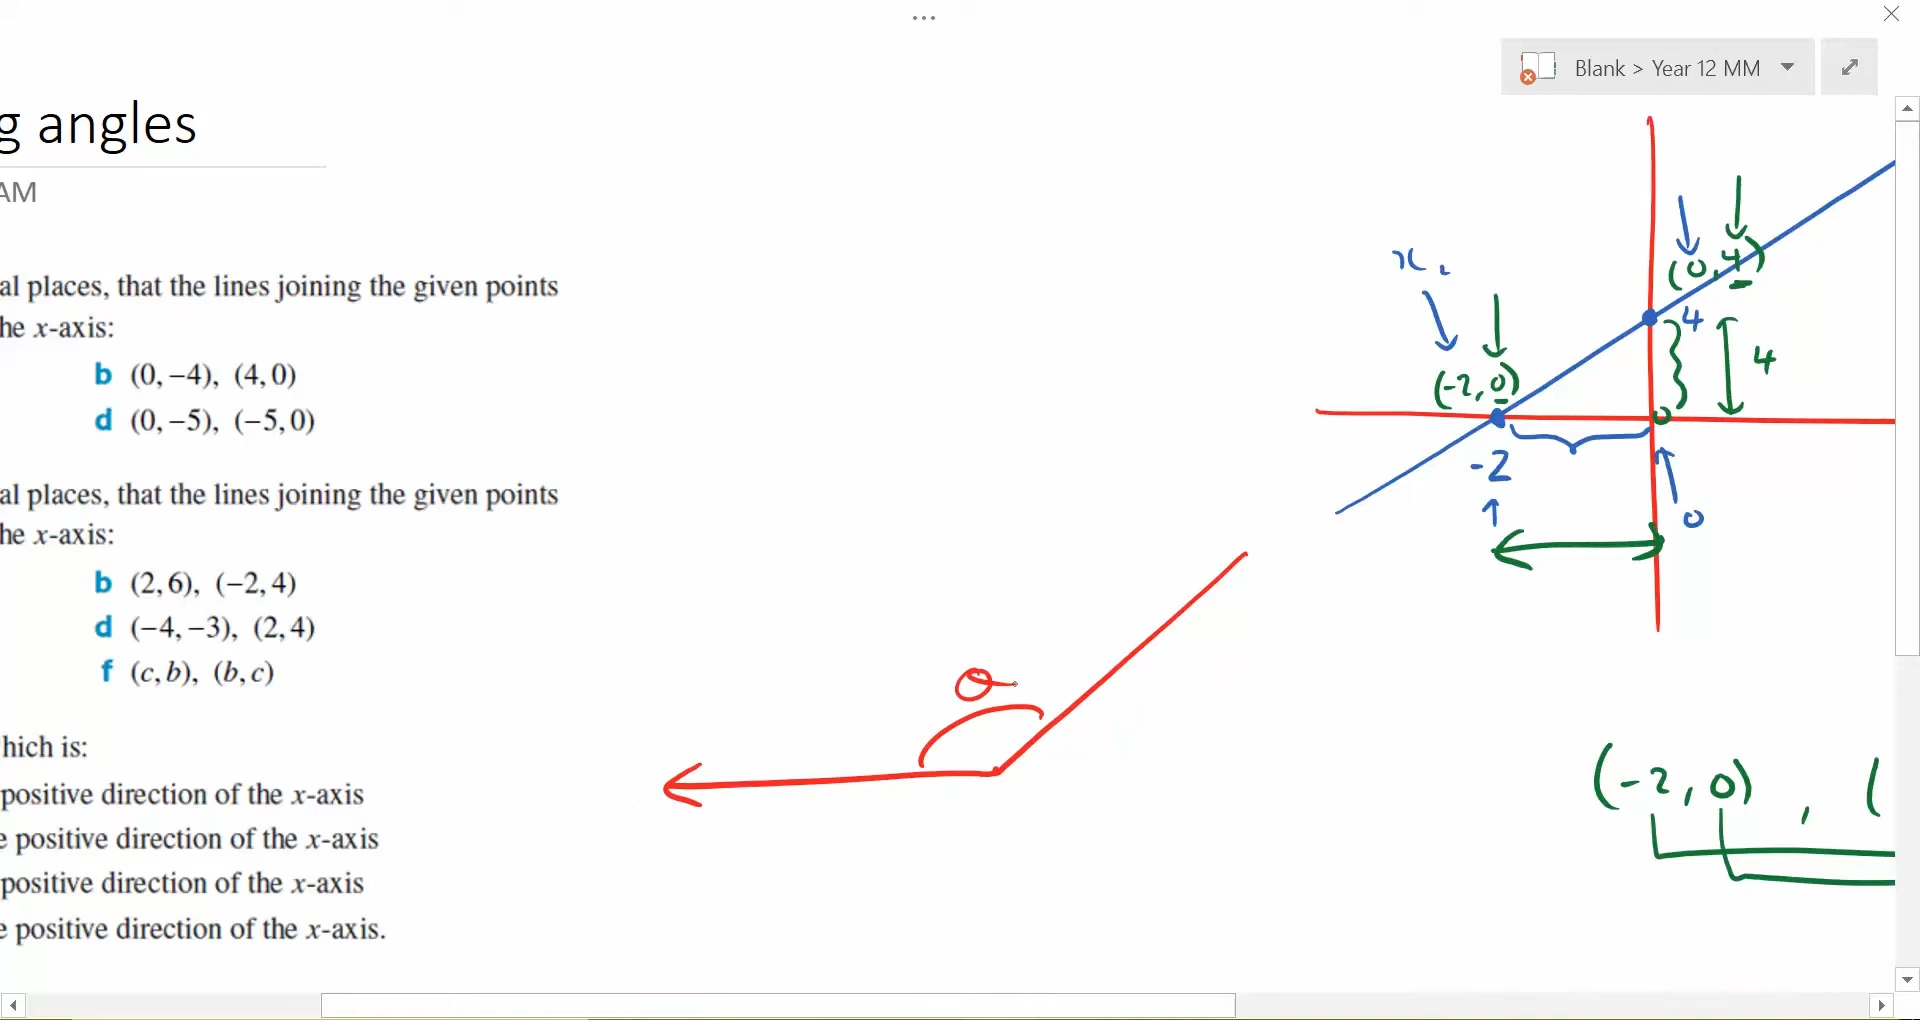 ...
Blank > Year 12 MM
g angles
AM
al places, that the lines joining the given points
he x-axis:
b (0, −4), (4, 0)
d (0, −5), (−5, 0)
al places, that the lines joining the given points
he x-axis:
b (2, 6), (−2, 4)
d (−4, −3), (2, 4)
f (c, b), (b, c)
hich is:
positive direction of the x-axis
e positive direction of the x-axis
positive direction of the x-axis
e positive direction of the x-axis.
(0, 4)
(-2, 0)
4
4
0
-2
0
(-2, 0), (